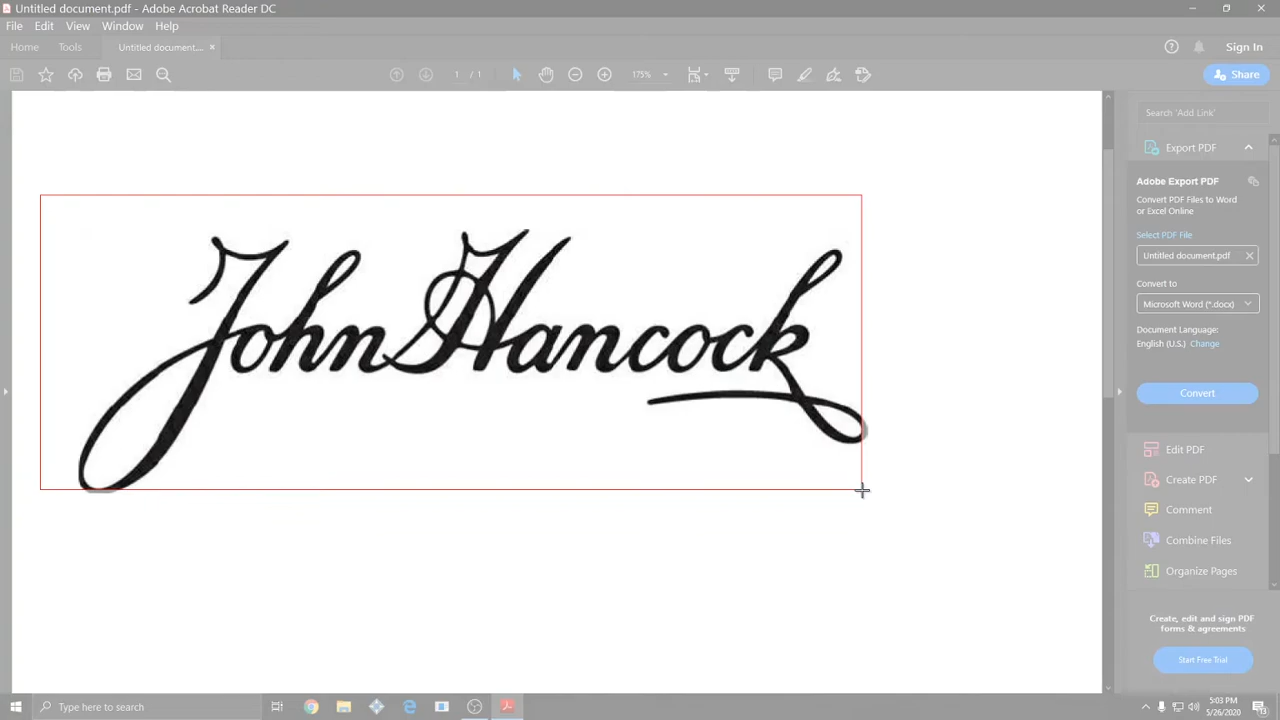 Untitled document.pdf - Adobe Acrobat Reader DC
File Edit View Window Help
Home Tools Untitled document... × Sign In
1 / 1 175% Share
Search 'Add Link'
Export PDF
Adobe Export PDF
Convert PDF Files to Word
or Excel Online
Select PDF File
Untitled document.pdf
Convert to
Microsoft Word (*.docx)
Document Language:
English (U.S.) Change
Convert
Edit PDF
Create PDF
Comment
Combine Files
Organize Pages
Create, edit and sign PDF
forms & agreements
Start Free Trial
John Hancock
Type here to search
5:03 PM
5/26/2020